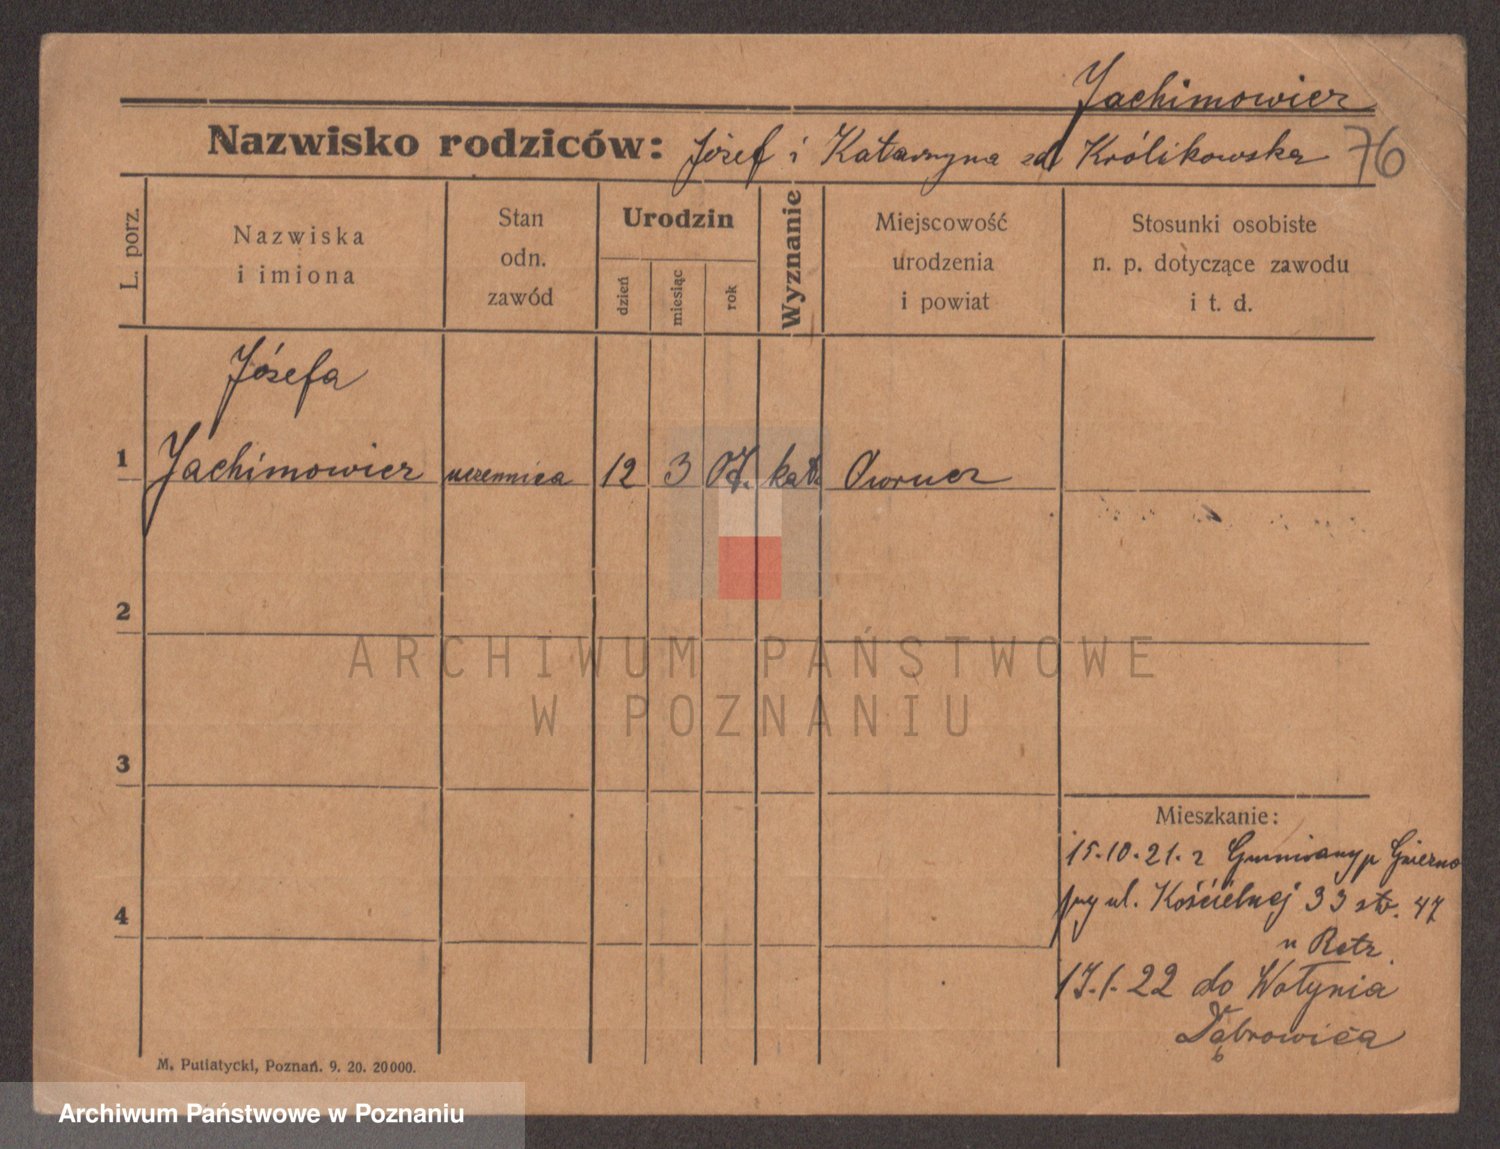 Jachimowicz
Nazwisko rodziców: Józef i Katarzyna zd Królikowska 76
L. porz.
Nazwiska
i imiona
Stan
odn.
zawód
Urodzin
dzień
miesiąc
rok
Wyznanie
Miejscowość
urodzenia
i powiat
Stosunki osobiste
n. p. dotyczące zawodu
i t. d.
Józefa
1 Jachimowicz uczennica 12 3 07. kat. Owrucz
2
3
4
ARCHIWUM PAŃSTWOWE
W POZNANIU
Mieszkanie:
15.10.21. z p
ul. Kościelnej 33 47
u
17.1.22 do Wołynia
Dąbrowica
M. Putiatycki, Poznań. 9. 20. 20000.
Archiwum Państwowe w Poznaniu